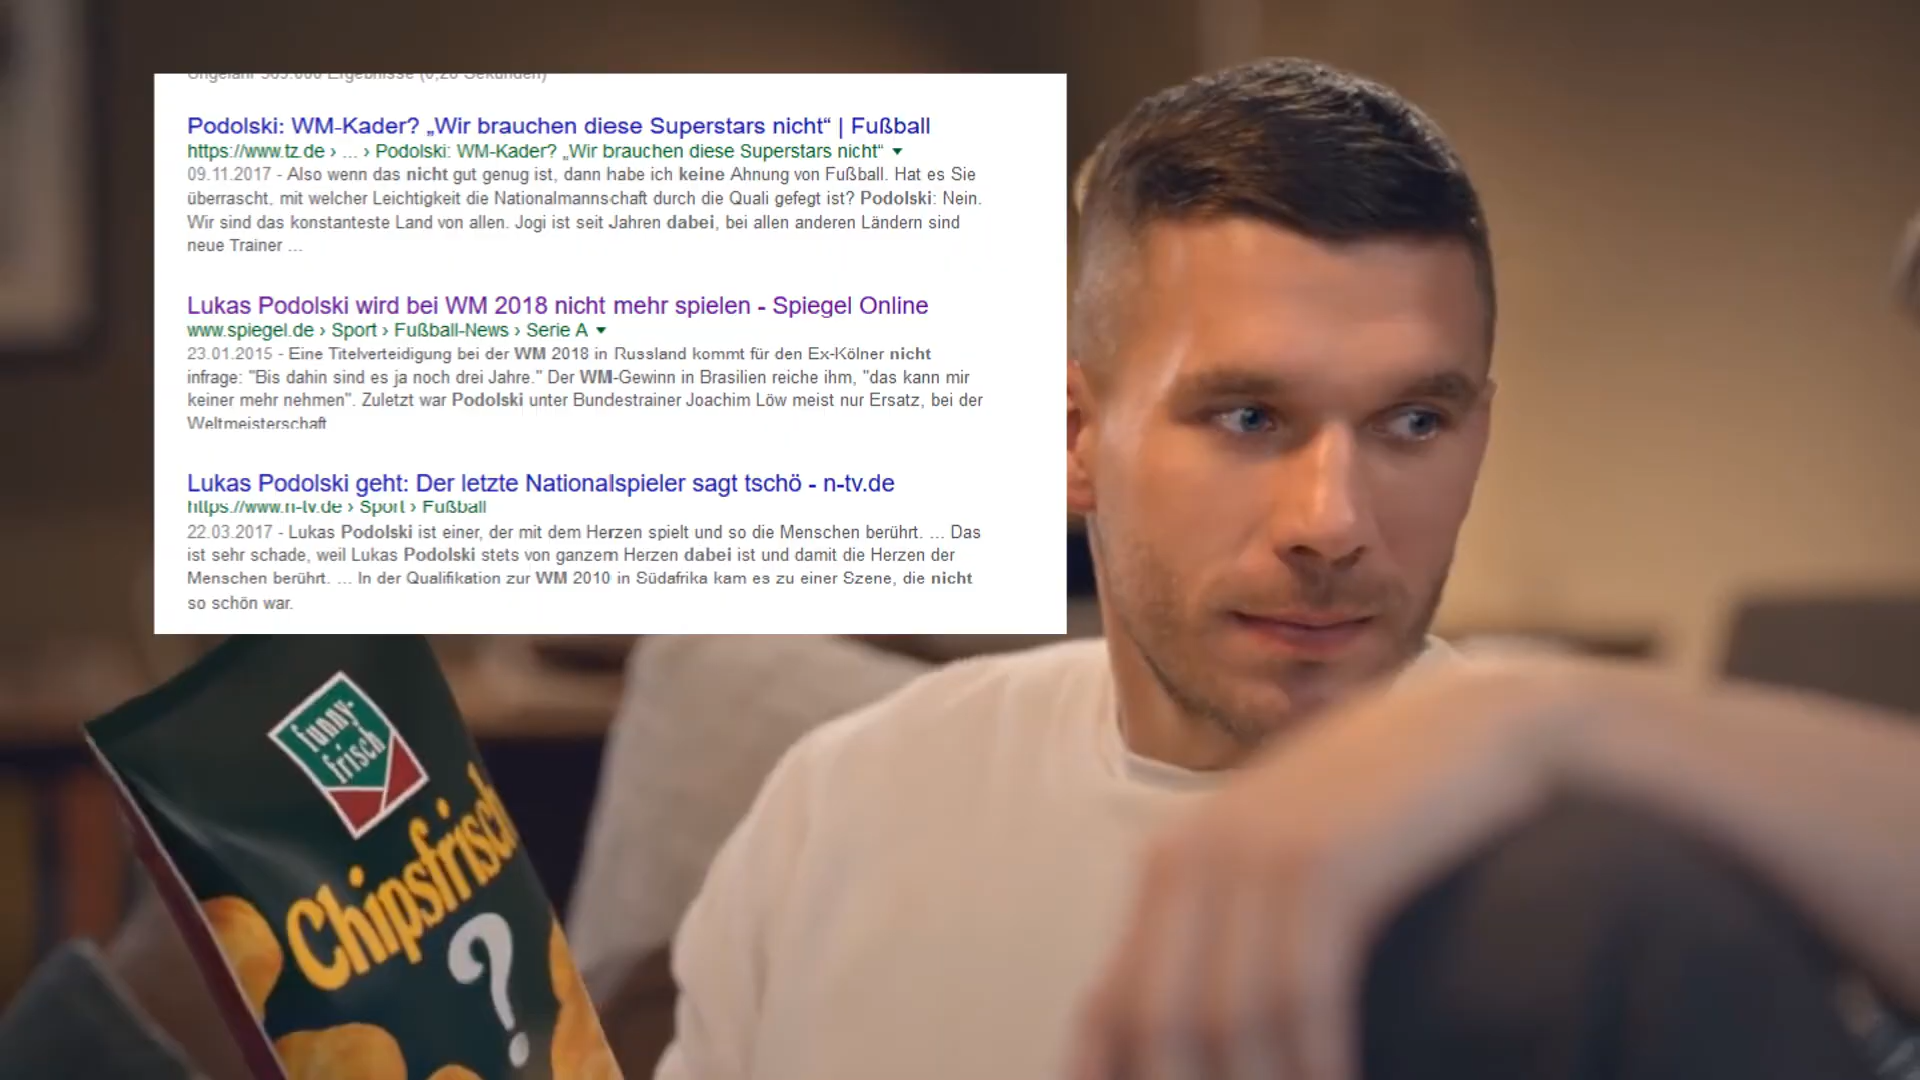 Ungefähr 569.000 Ergebnisse (0,28 Sekunden)
Podolski: WM-Kader? „Wir brauchen diese Superstars nicht“ | Fußball
https://www.tz.de › ... › Podolski: WM-Kader? „Wir brauchen diese Superstars nicht“
09.11.2017 - Also wenn das nicht gut genug ist, dann habe ich keine Ahnung von Fußball. Hat es Sie
überrascht, mit welcher Leichtigkeit die Nationalmannschaft durch die Quali gefegt ist? Podolski: Nein.
Wir sind das konstanteste Land von allen. Jogi ist seit Jahren dabei, bei allen anderen Ländern sind
neue Trainer ...
Lukas Podolski wird bei WM 2018 nicht mehr spielen - Spiegel Online
www.spiegel.de › Sport › Fußball-News › Serie A
23.01.2015 - Eine Titelverteidigung bei der WM 2018 in Russland kommt für den Ex-Kölner nicht
infrage: "Bis dahin sind es ja noch drei Jahre." Der WM-Gewinn in Brasilien reiche ihm, "das kann mir
keiner mehr nehmen". Zuletzt war Podolski unter Bundestrainer Joachim Löw meist nur Ersatz, bei der
Weltmeisterschaft
Lukas Podolski geht: Der letzte Nationalspieler sagt tschö - n-tv.de
https://www.n-tv.de › Sport › Fußball
22.03.2017 - Lukas Podolski ist einer, der mit dem Herzen spielt und so die Menschen berührt. ... Das
ist sehr schade, weil Lukas Podolski stets von ganzem Herzen dabei ist und damit die Herzen der
Menschen berührt. ... In der Qualifikation zur WM 2010 in Südafrika kam es zu einer Szene, die nicht
so schön war.
funny-
frisch
Chipsfrisch
?